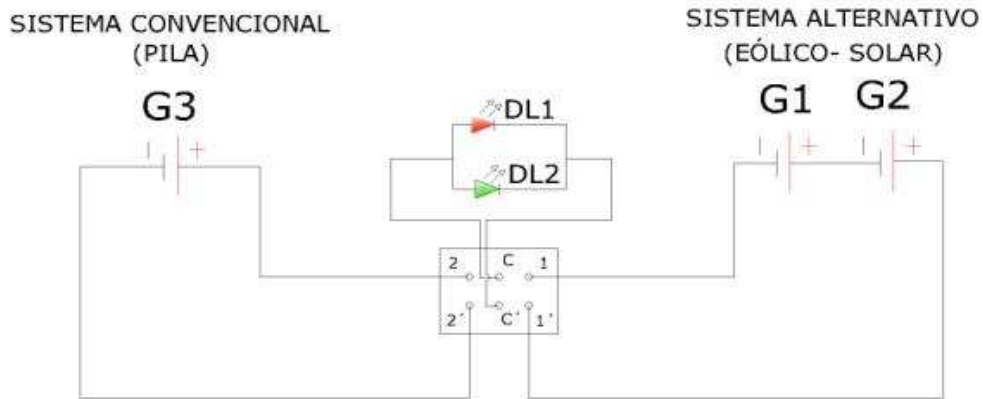 SISTEMA CONVENCIONAL
(PILA)
G3
- +
SISTEMA ALTERNATIVO
(EÓLICO- SOLAR)
G1 G2
- + - +
DL1
DL2
2 C 1
2´ C´ 1'